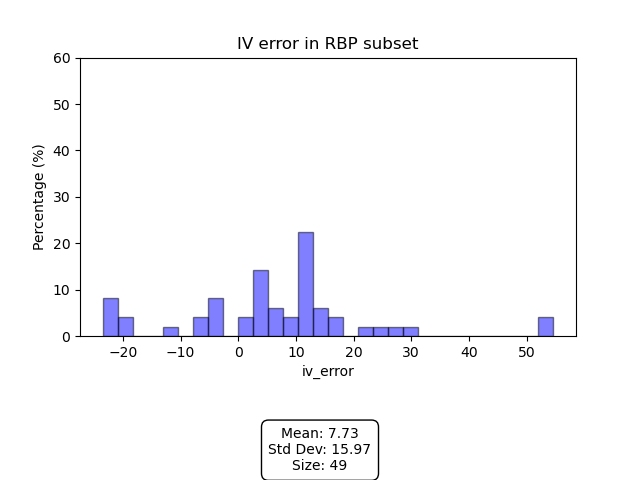 IV error in RBP subset
60
50
40
30
20
10
0
Percentage (%)
−20 −10 0 10 20 30 40 50
iv_error
Mean: 7.73
Std Dev: 15.97
Size: 49